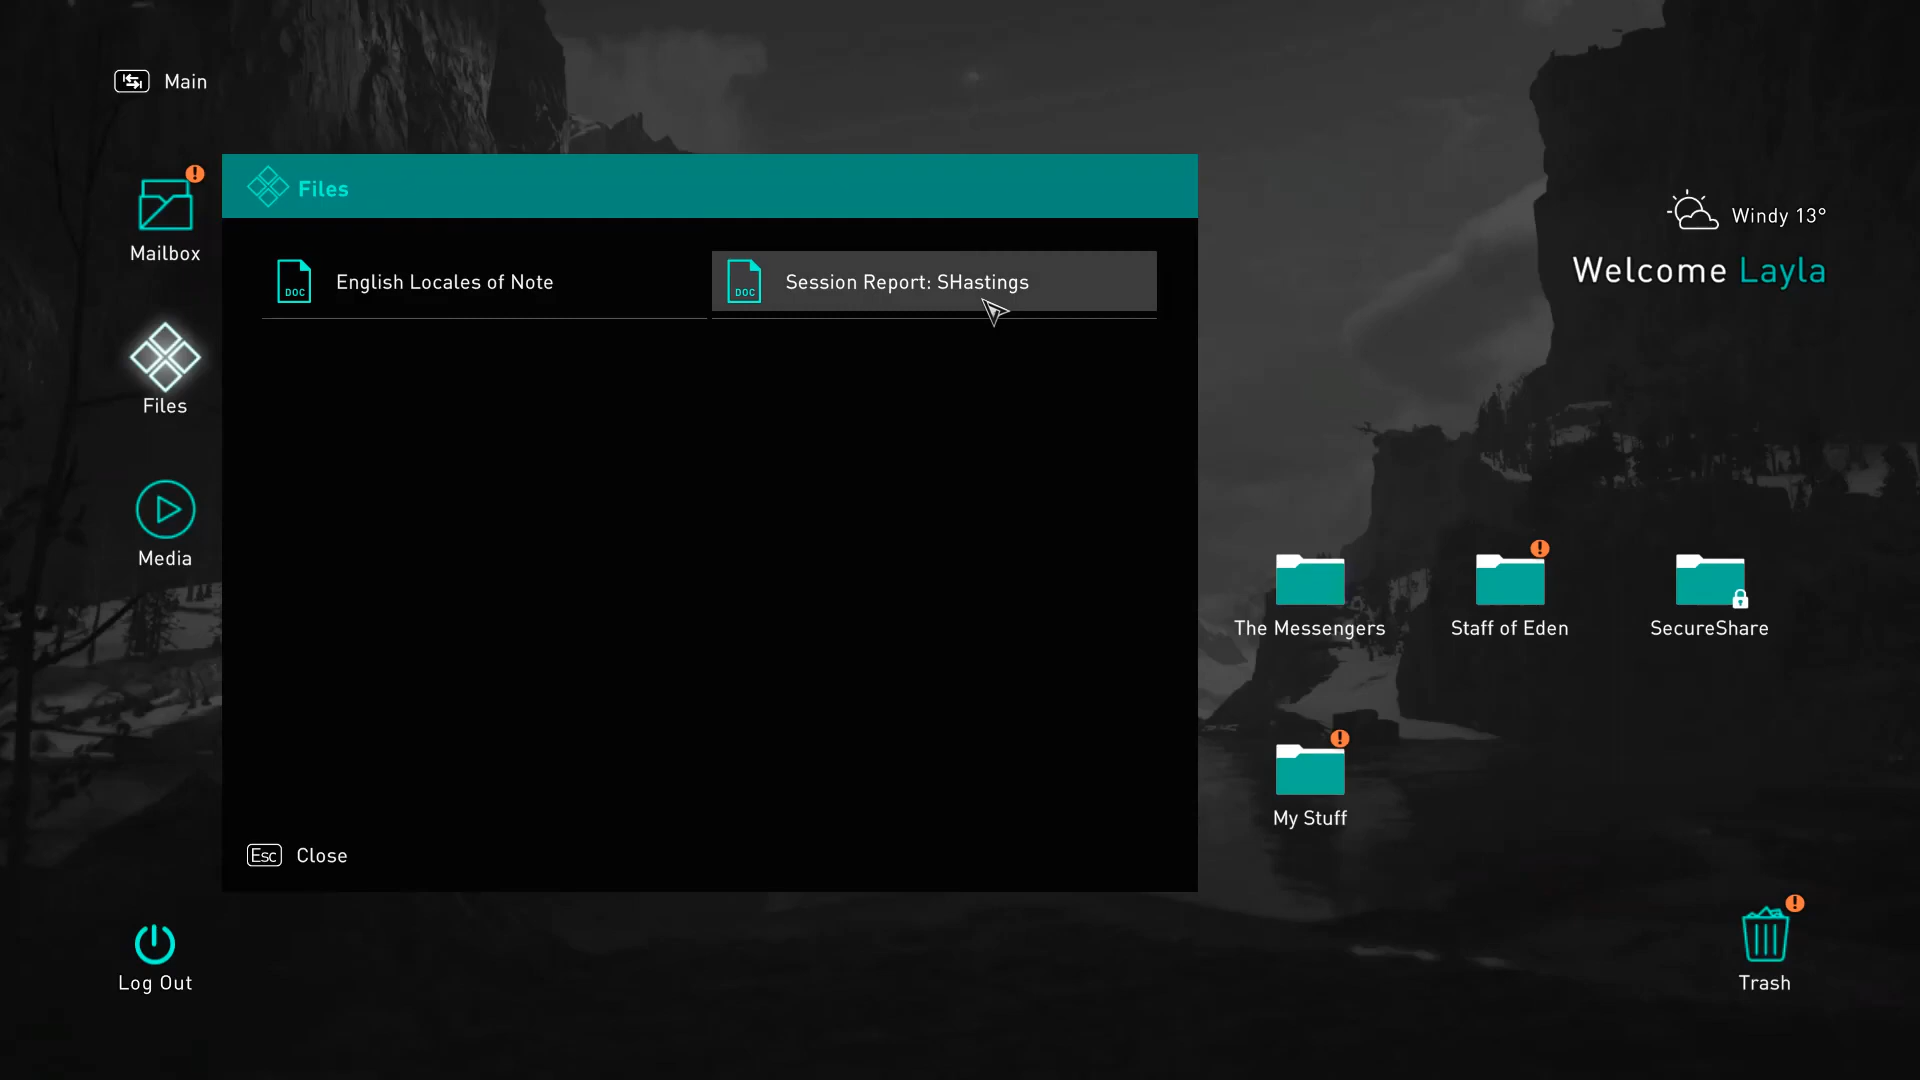 Main
Mailbox
Files
Media
Log Out
Files
DOC
English Locales of Note
DOC
Session Report: SHastings
Esc Close
Windy 13°
Welcome Layla
The Messengers
Staff of Eden
SecureShare
My Stuff
Trash